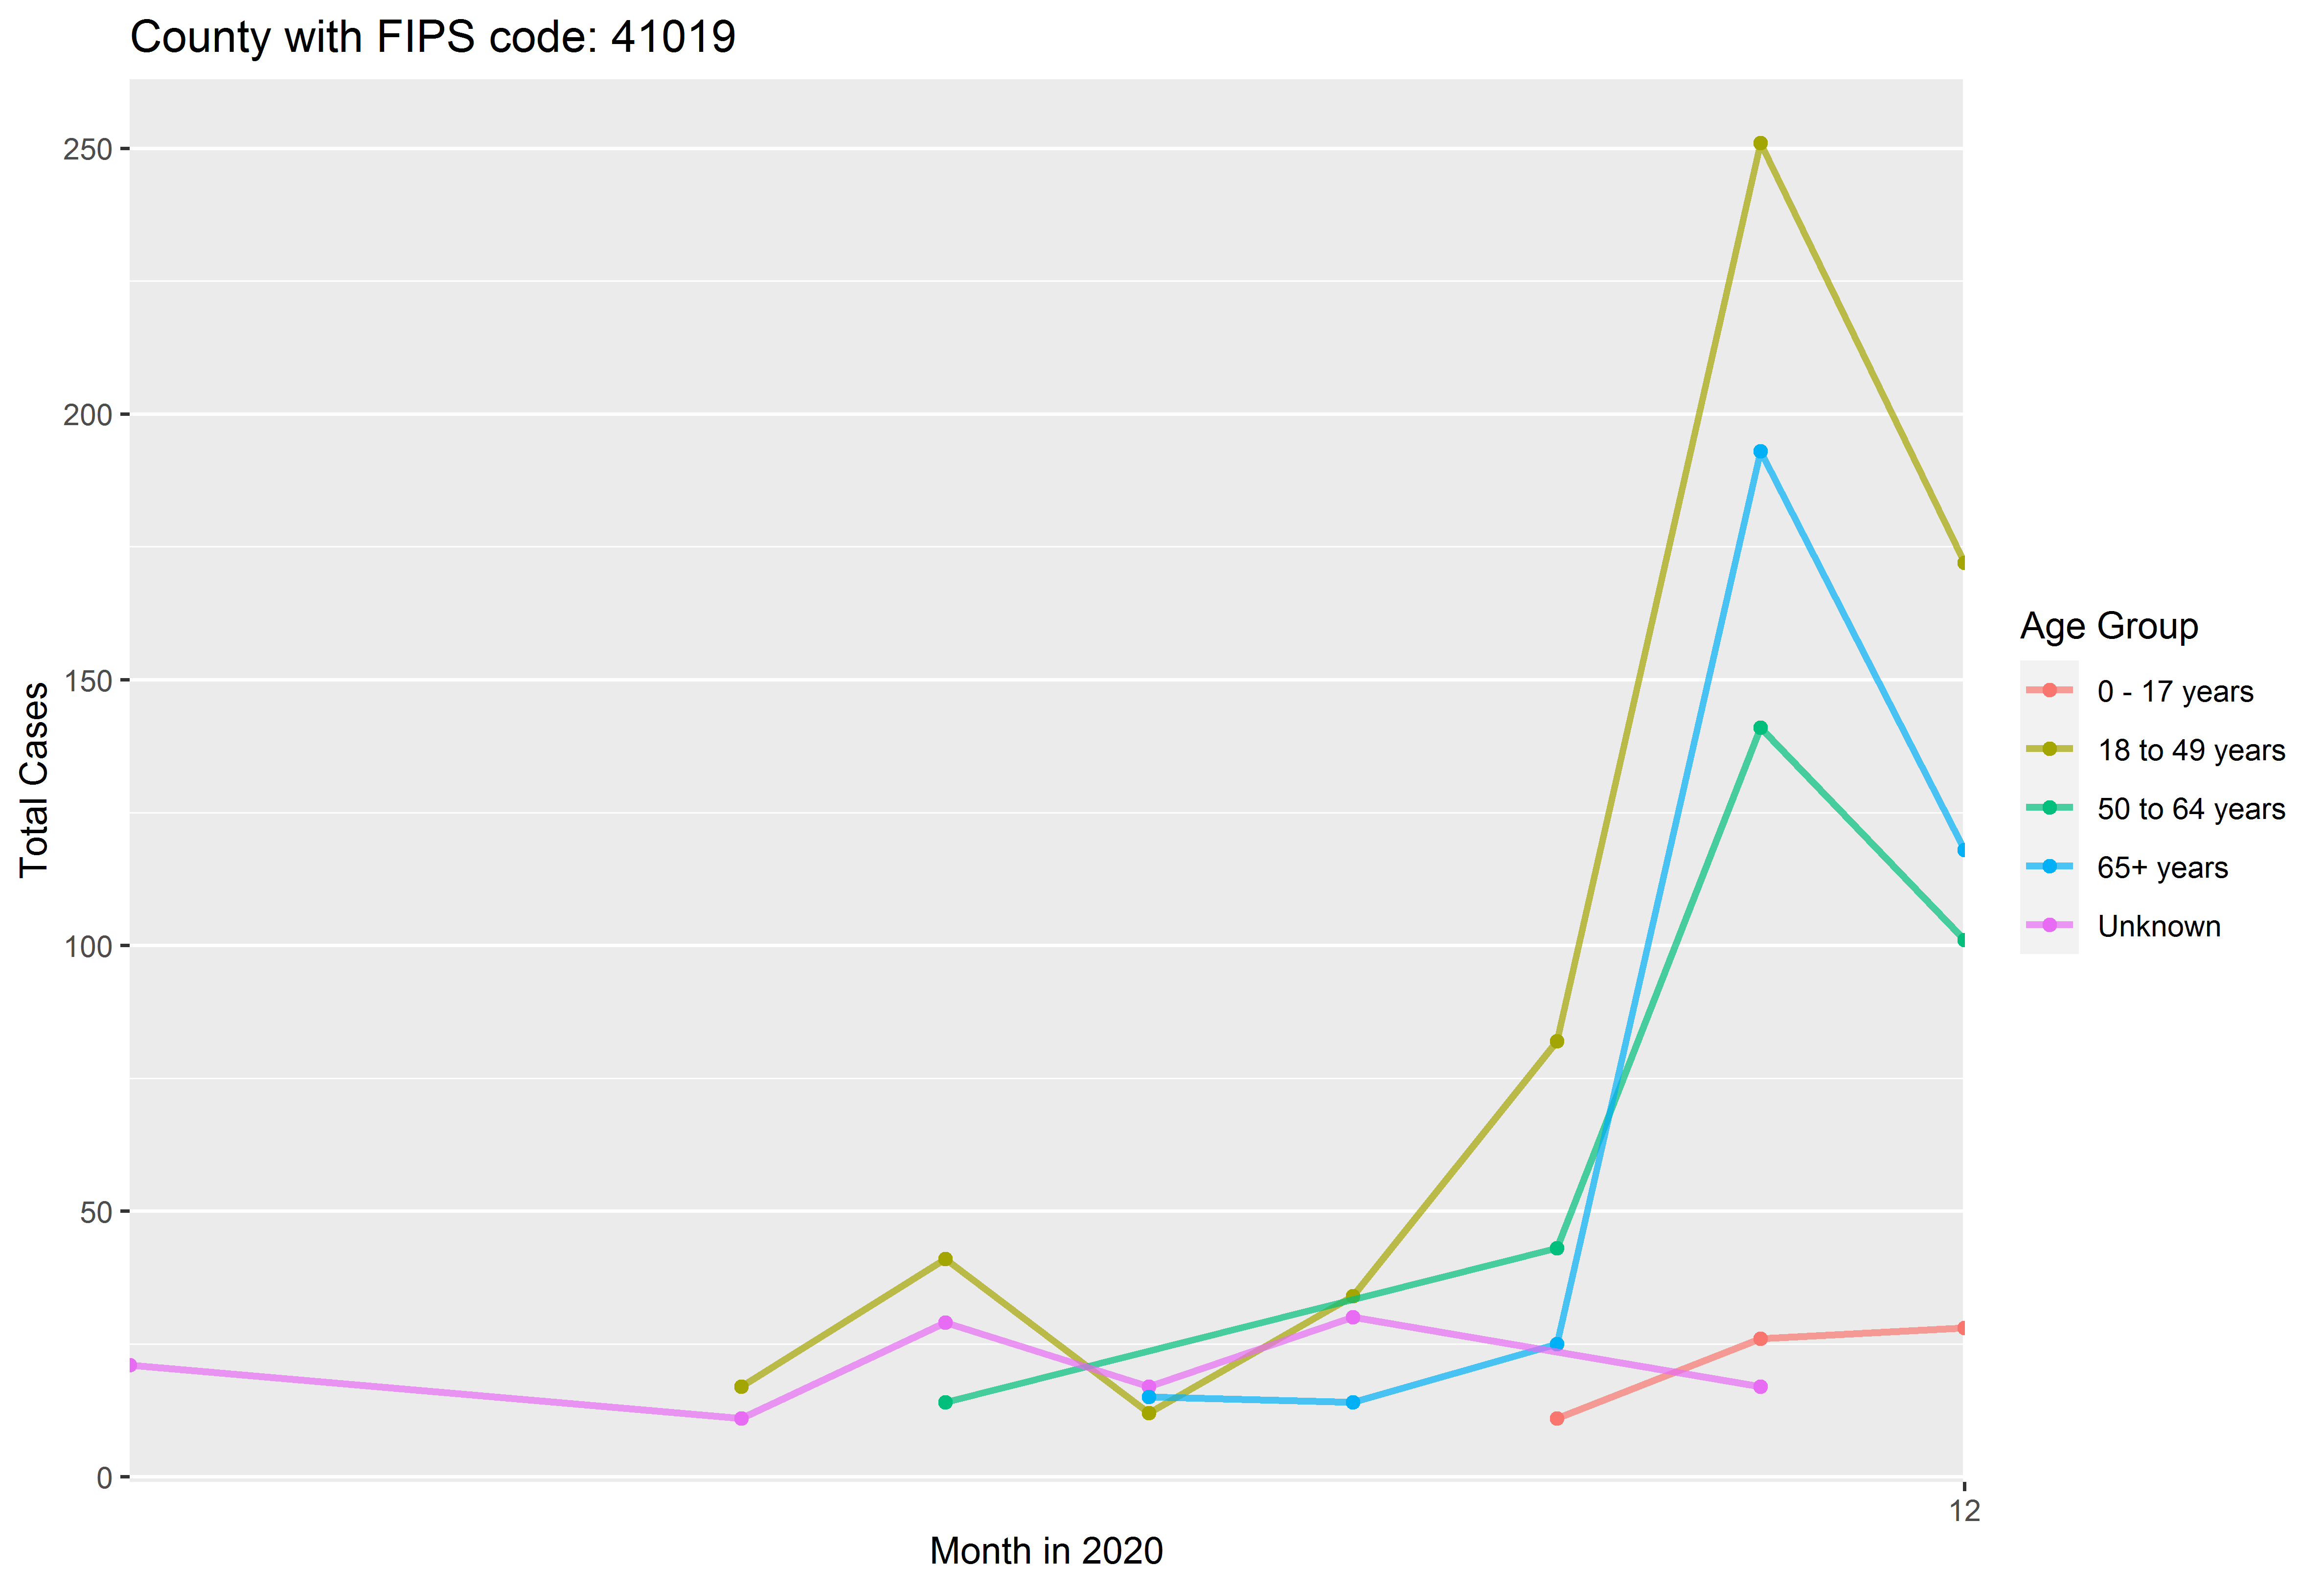 County with FIPS code: 41019
250
200
150
100
50
0
Total Cases
12
Month in 2020
Age Group
0 - 17 years
18 to 49 years
50 to 64 years
65+ years
Unknown